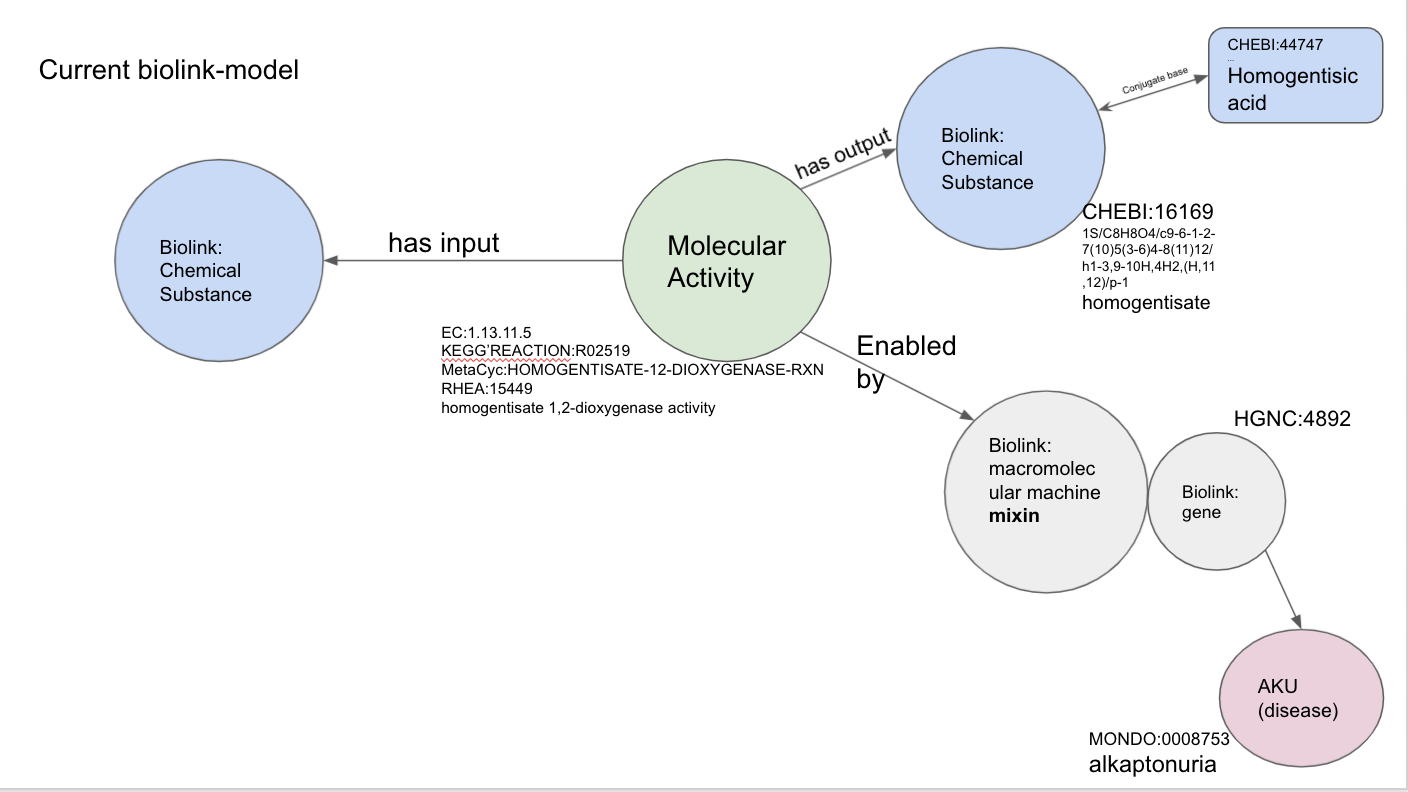 Current biolink-model
CHEBI:44747
...
Homogentisic
acid
Conjugate base
has output
Biolink:
Chemical
Substance
CHEBI:16169
1S/C8H8O4/c9-6-1-2-
7(10)5(3-6)4-8(11)12/
h1-3,9-10H,4H2,(H,11
,12)/p-1
homogentisate
Biolink:
Chemical
Substance
has input
Molecular
Activity
EC:1.13.11.5
KEGG'REACTION:R02519
MetaCyc:HOMOGENTISATE-12-DIOXYGENASE-RXN
RHEA:15449
homogentisate 1,2-dioxygenase activity
Enabled
by
Biolink:
macromolec
ular machine
mixin
HGNC:4892
Biolink:
gene
AKU
(disease)
MONDO:0008753
alkaptonuria